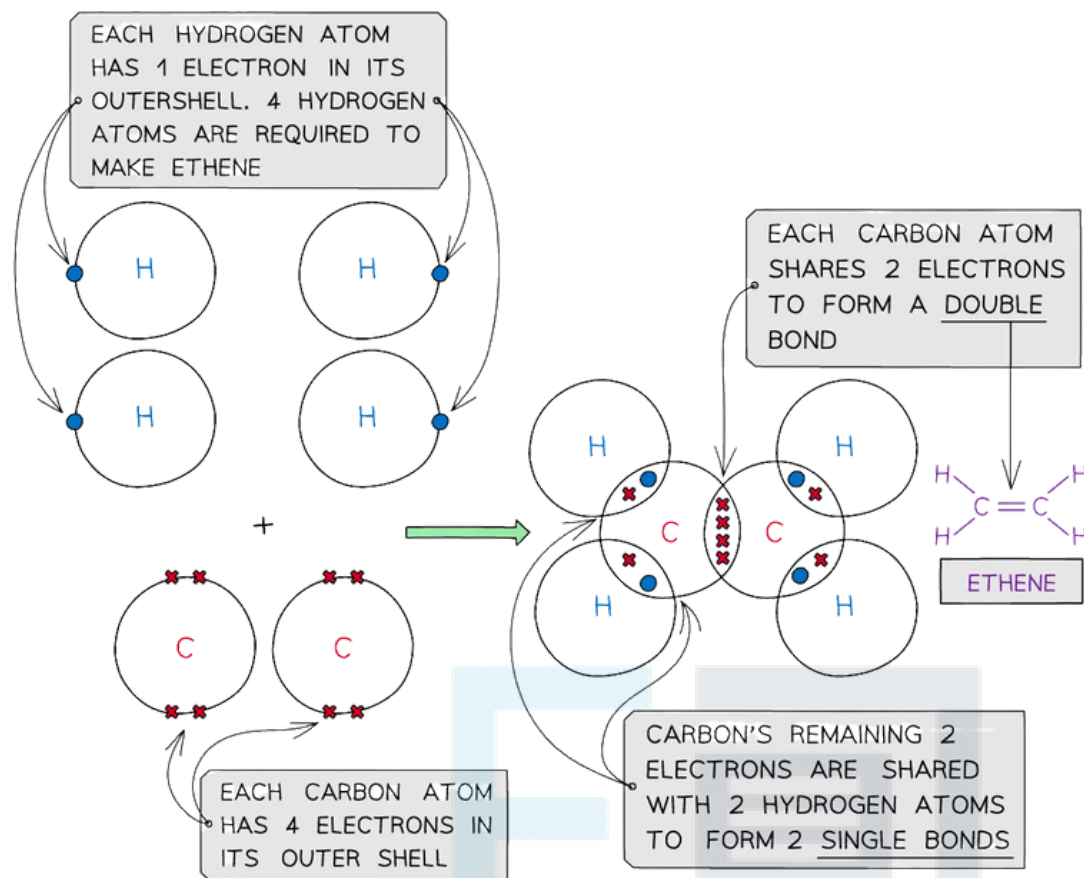 EACH HYDROGEN ATOM
HAS 1 ELECTRON IN ITS
OUTERSHELL. 4 HYDROGEN
ATOMS ARE REQUIRED TO
MAKE ETHENE
H H
H H
EACH CARBON ATOM
SHARES 2 ELECTRONS
TO FORM A DOUBLE
BOND
H H
C C
H H
H H
C=C
H H
ETHENE
+
C C
EACH CARBON ATOM
HAS 4 ELECTRONS IN
ITS OUTER SHELL
CARBON'S REMAINING 2
ELECTRONS ARE SHARED
WITH 2 HYDROGEN ATOMS
TO FORM 2 SINGLE BONDS